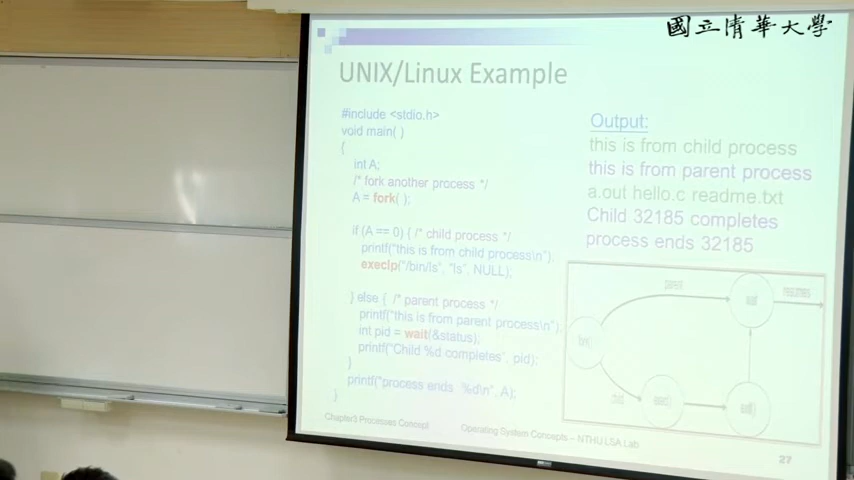 國立清華大學
UNIX/Linux Example
#include <stdio.h>
void main( )
{
int A;
/* fork another process */
A = fork( );
if (A == 0) { /* child process */
printf("this is from child process\n");
execlp("/bin/ls", "ls", NULL);
} else { /* parent process */
printf("this is from parent process\n");
int pid = wait(&status);
printf("Child %d completes", pid);
}
printf("process ends %d\n", A);
}
Output:
this is from child process
this is from parent process
a.out hello.c readme.txt
Child 32185 completes
process ends 32185
parent
wait
resumes
fork()
child
exec()
exit()
Chapter3 Processes Concept
Operating System Concepts – NTHU LSA Lab
27